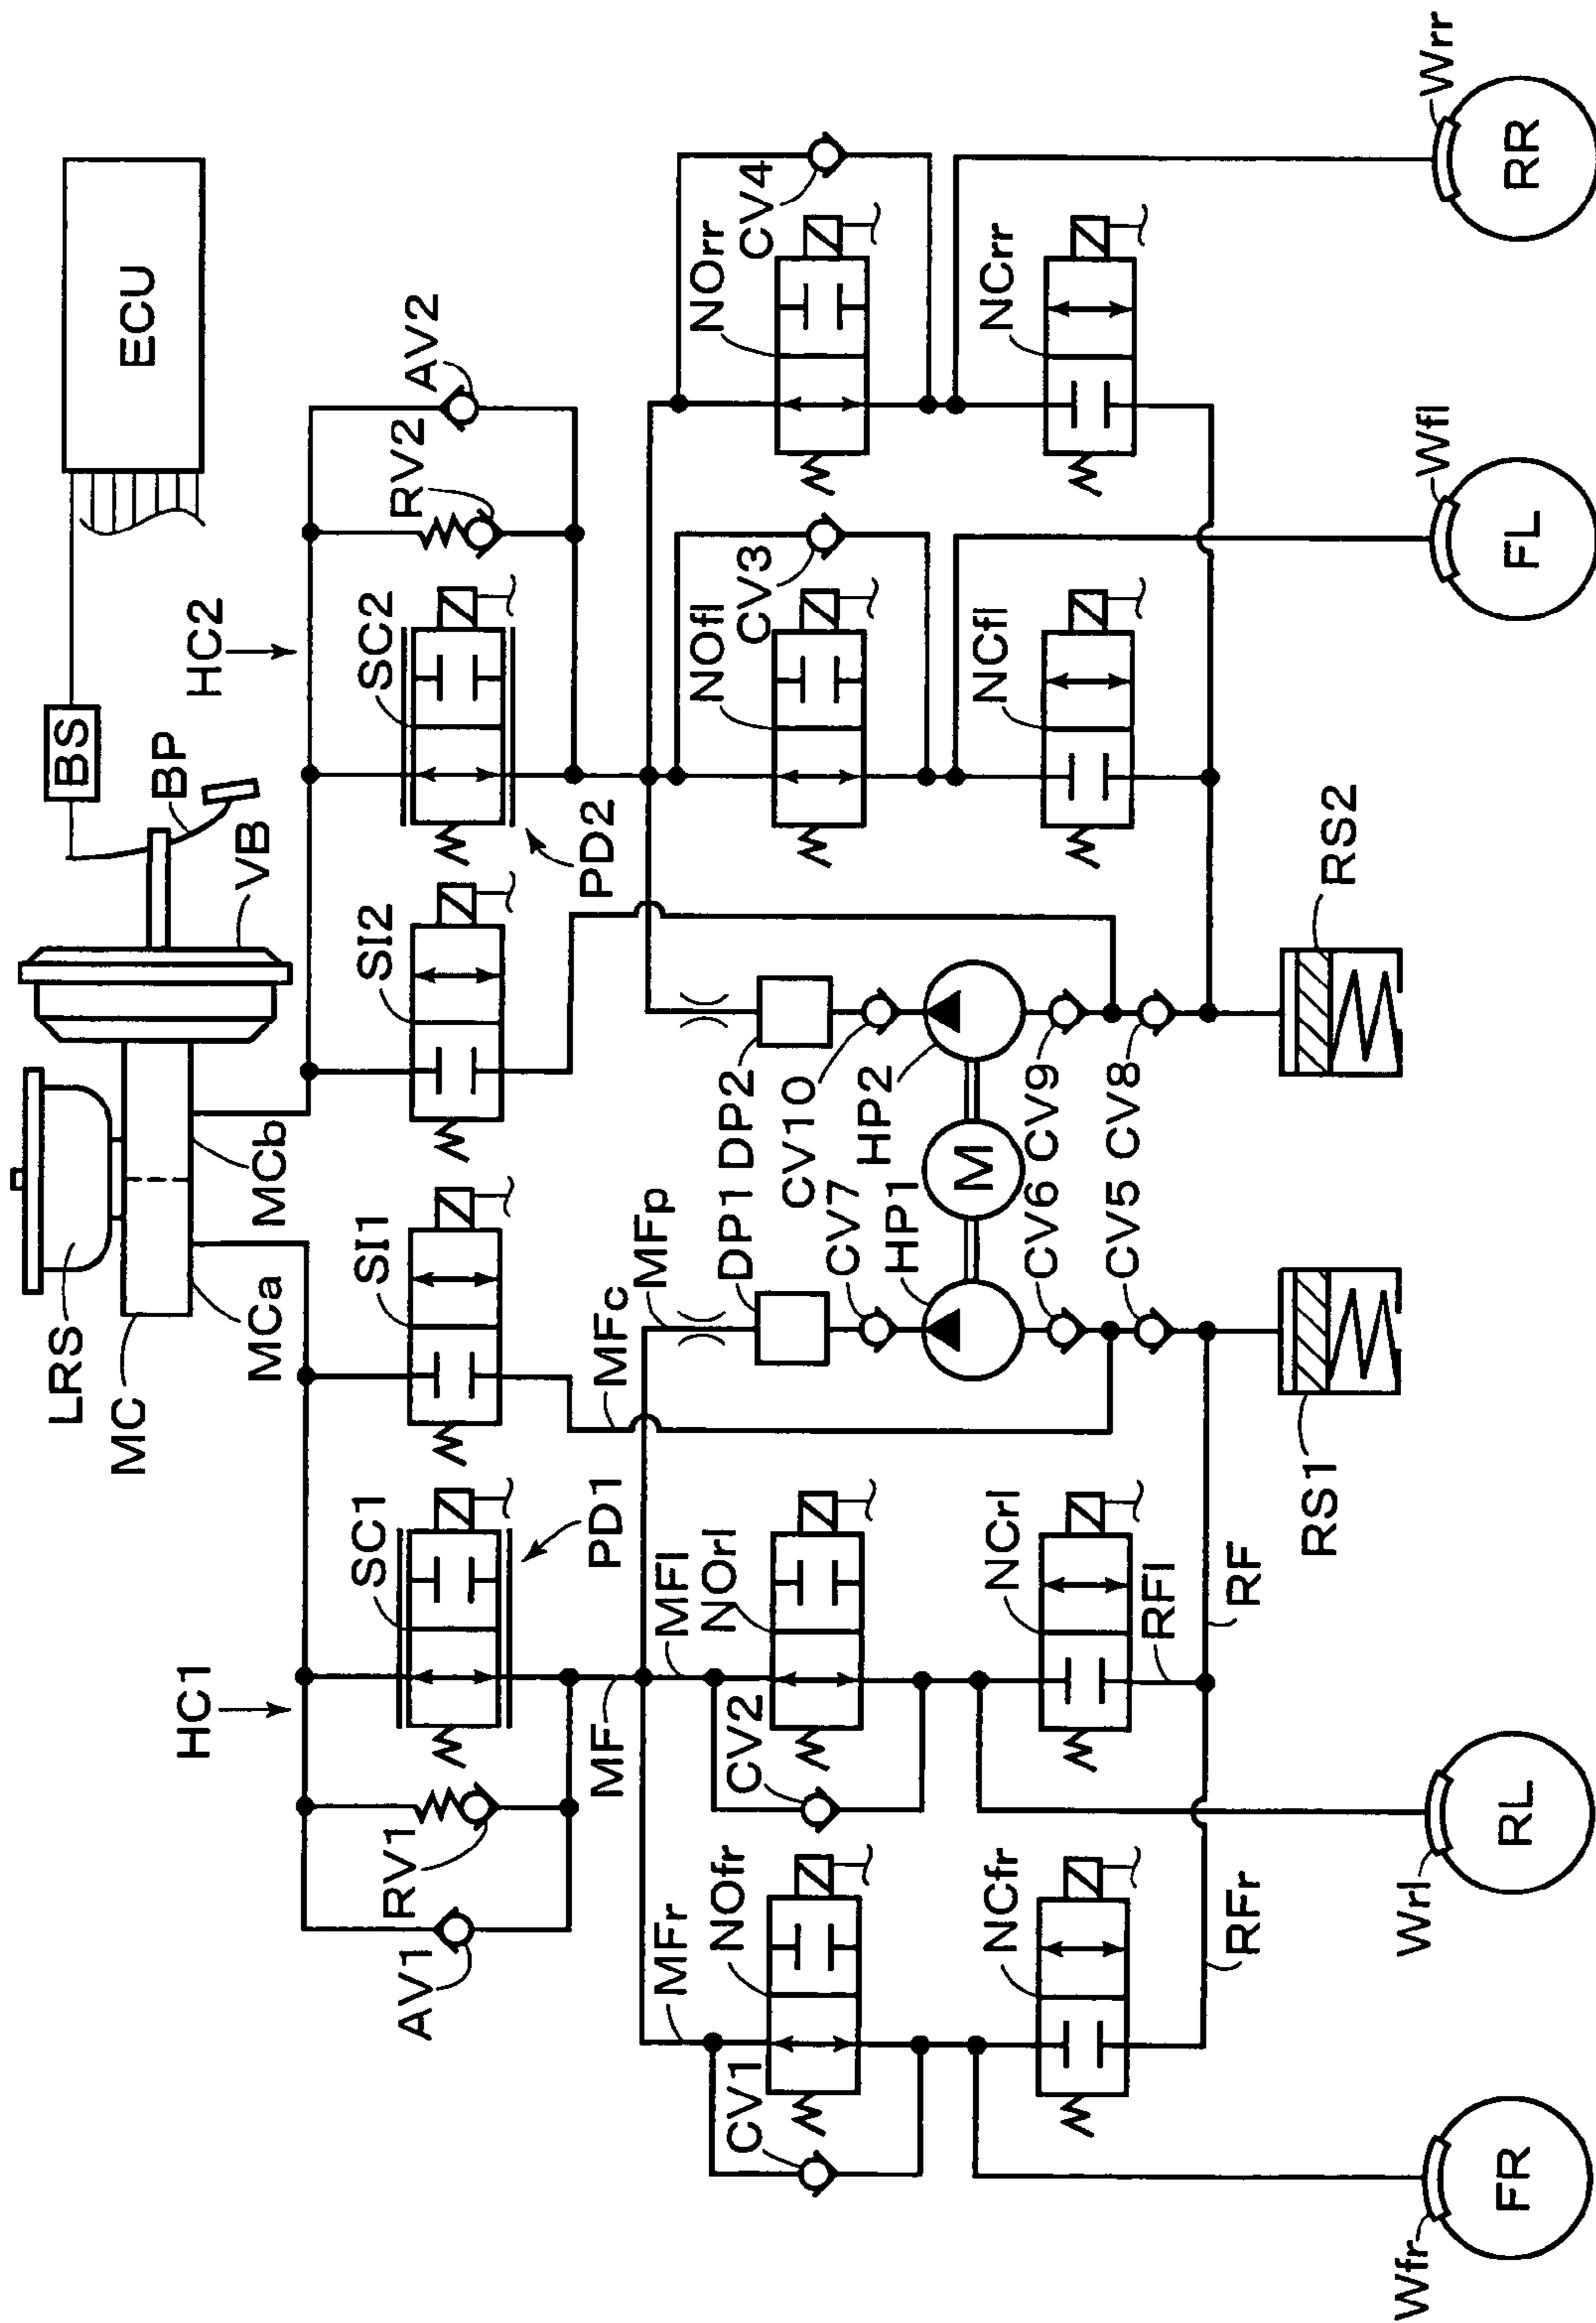 LRS
MC
MCa
MCb
VB
BP
BS
ECU
HC1
HC2
AV1
RV1
SC1
PD1
SI1
SI2
SC2
PD2
RV2
AV2
MF
MFr
MFl
MFc
MFp
NOfr
CV1
NOrl
CV2
NOfl
CV3
NOrr
CV4
DP1
DP2
CV7
CV10
HP1
HP2
M
CV6
CV9
CV5
CV8
NCfr
NCrl
NCfl
NCrr
RFr
RFl
RF
RS1
RS2
Wfr
FR
Wrl
RL
Wfl
FL
Wrr
RR